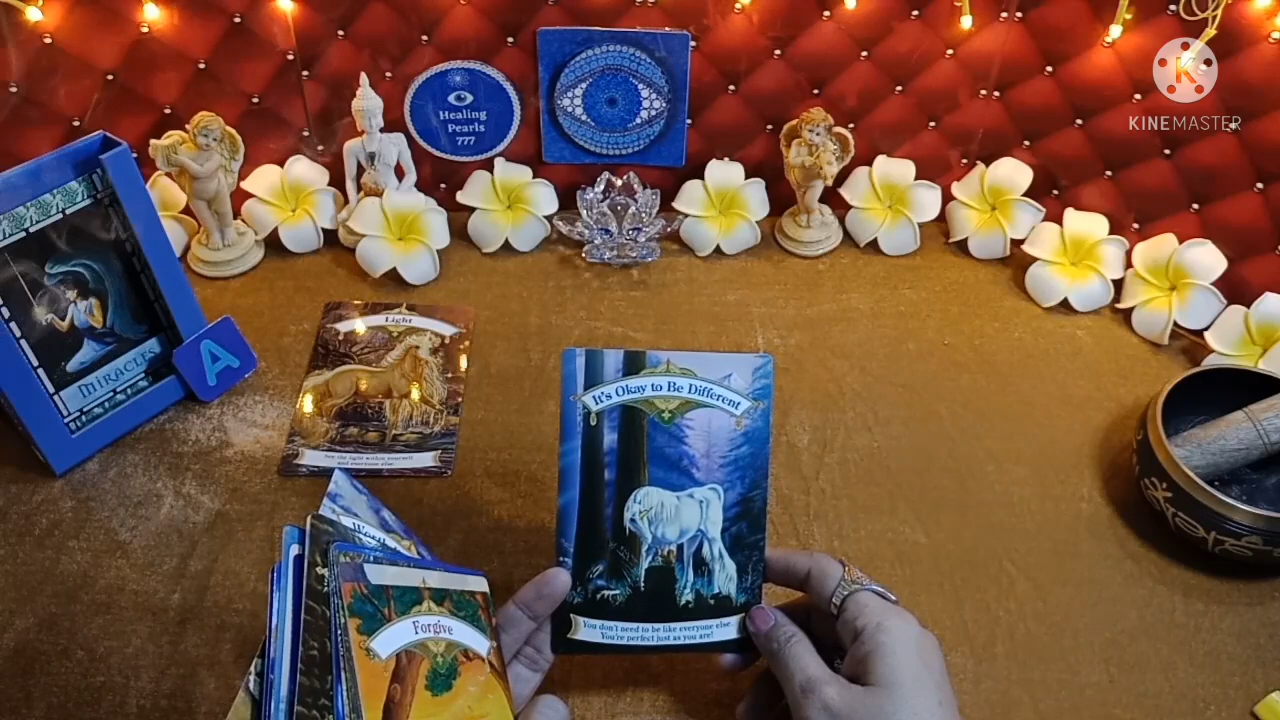 KINEMASTER
K
Healing
Pearls
777
MIRACLES
A
Light
See the light within yourself
and everyone else.
It's Okay to Be Different
You don't need to be like everyone else.
You're perfect just as you are!
Forgive